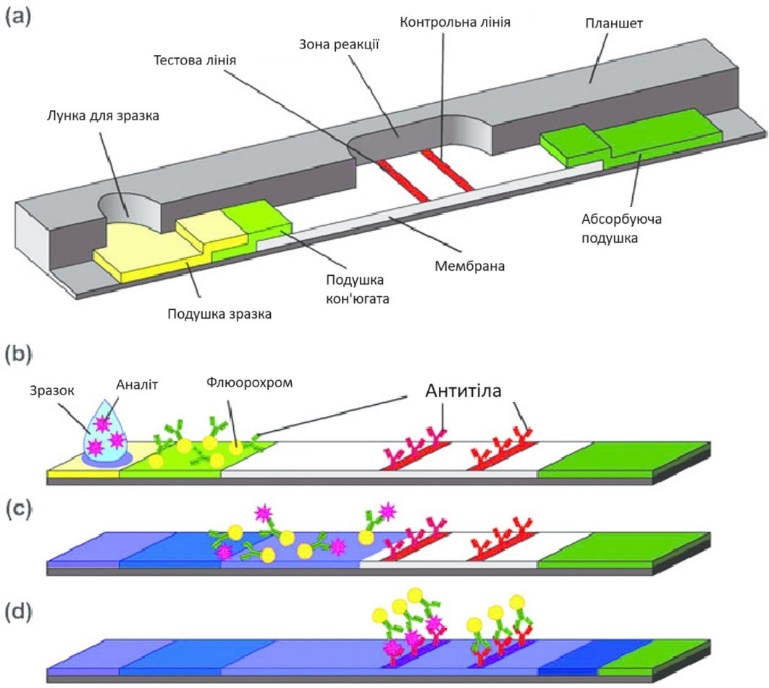 (a)
Контрольна лінія
Планшет
Зона реакції
Тестова лінія
Лунка для зразка
Абсорбуюча
подушка
Мембрана
Подушка
кон'югата
Подушка зразка
(b)
Зразок
Аналіт
Флюорохром
Антитіла
(c)
(d)